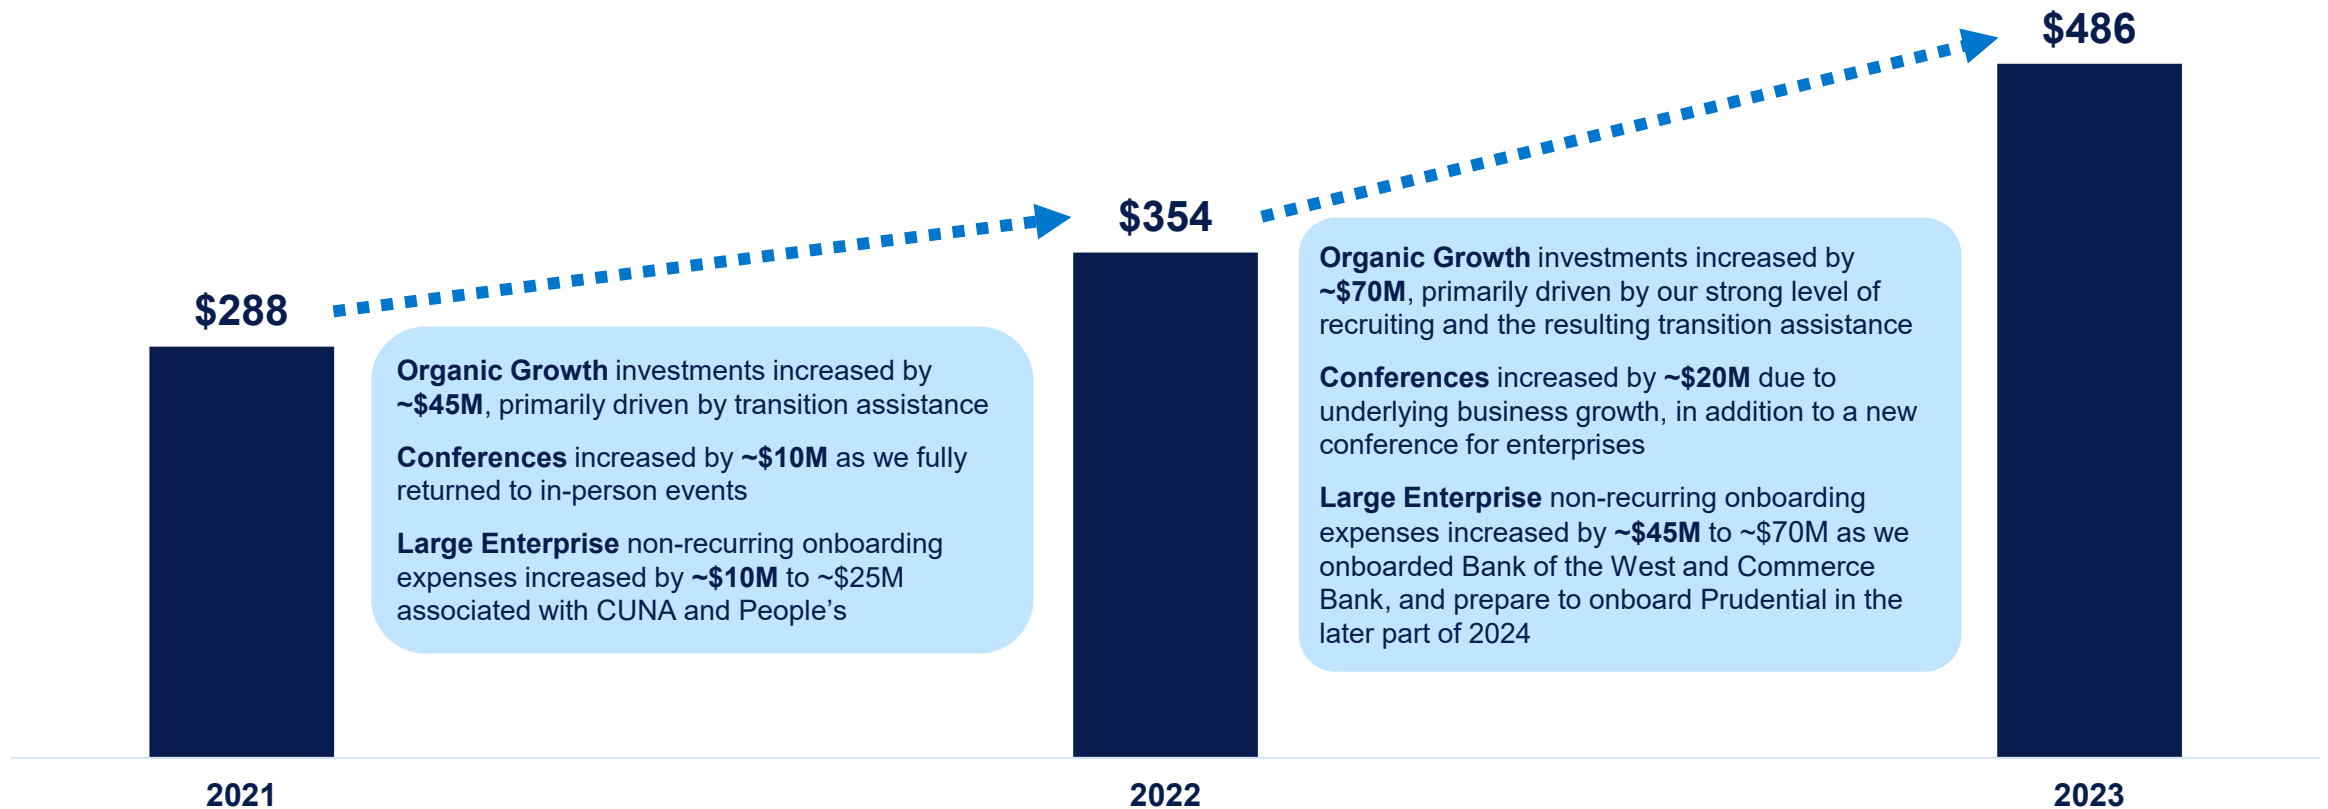 $288
$354
$486
Organic Growth investments increased by
~$45M, primarily driven by transition assistance
Conferences increased by ~$10M as we fully
returned to in-person events
Large Enterprise non-recurring onboarding
expenses increased by ~$10M to ~$25M
associated with CUNA and People’s
Organic Growth investments increased by
~$70M, primarily driven by our strong level of
recruiting and the resulting transition assistance
Conferences increased by ~$20M due to
underlying business growth, in addition to a new
conference for enterprises
Large Enterprise non-recurring onboarding
expenses increased by ~$45M to ~$70M as we
onboarded Bank of the West and Commerce
Bank, and prepare to onboard Prudential in the
later part of 2024
2021
2022
2023